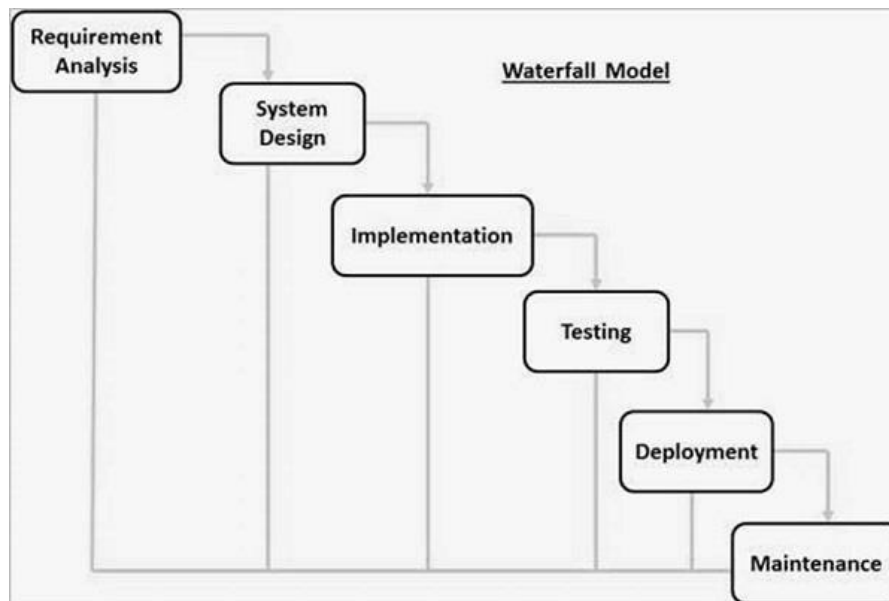 Requirement
Analysis
Waterfall Model
System
Design
Implementation
Testing
Deployment
Maintenance